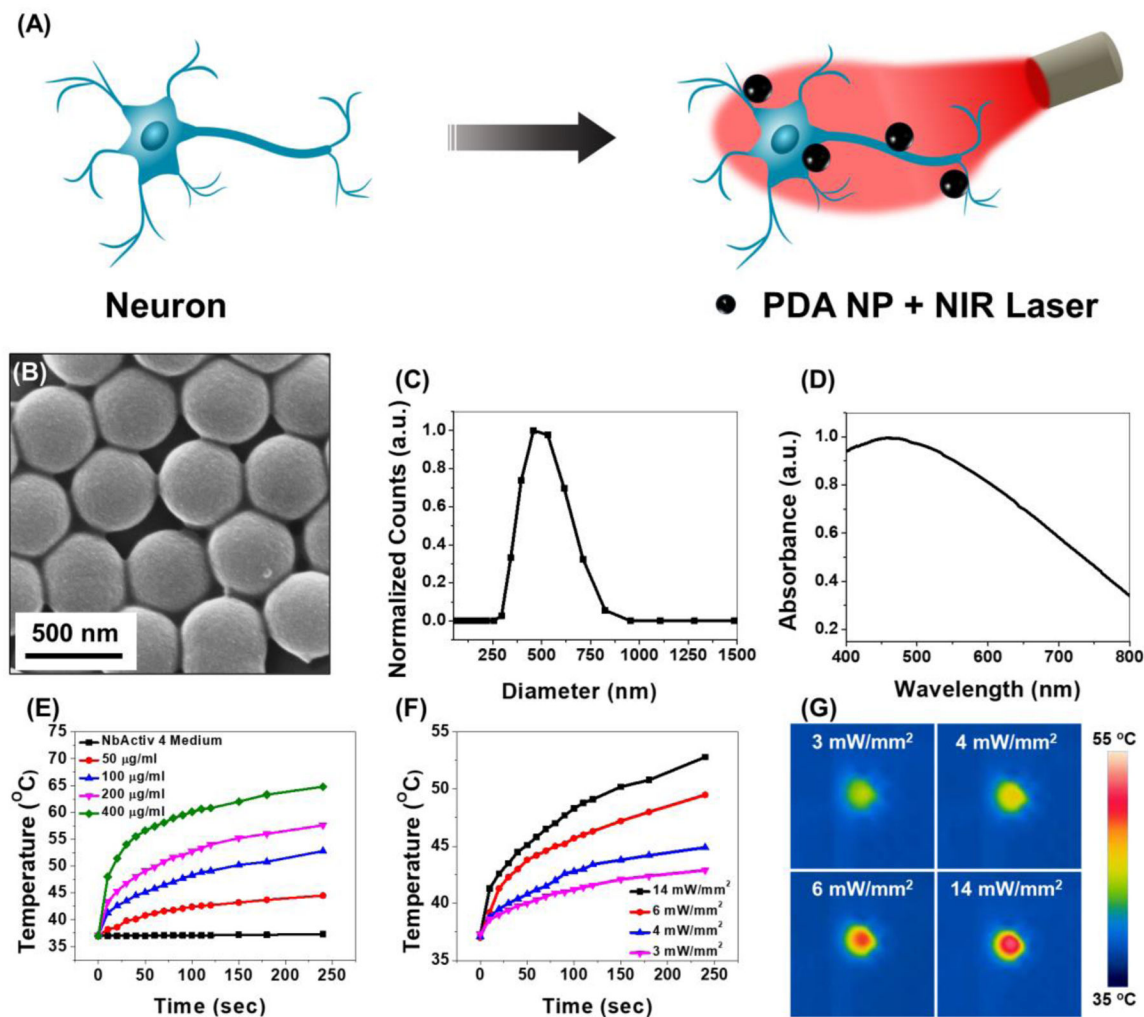 (A)
Neuron
PDA NP + NIR Laser
(B)
500 nm
(C)
Normalized Counts (a.u.)
1.0
0.8
0.6
0.4
0.2
0.0
250 500 750 1000 1250 1500
Diameter (nm)
(D)
Absorbance (a.u.)
1.0
0.8
0.6
0.4
0.2
400 500 600 700 800
Wavelength (nm)
(E)
Temperature (°C)
75
70
65
60
55
50
45
40
35
NbActiv 4 Medium
50 μg/ml
100 μg/ml
200 μg/ml
400 μg/ml
0 50 100 150 200 250
Time (sec)
(F)
Temperature (°C)
55
50
45
40
35
14 mW/mm²
6 mW/mm²
4 mW/mm²
3 mW/mm²
0 50 100 150 200 250
Time (sec)
(G)
3 mW/mm²
4 mW/mm²
6 mW/mm²
14 mW/mm²
55 °C
35 °C